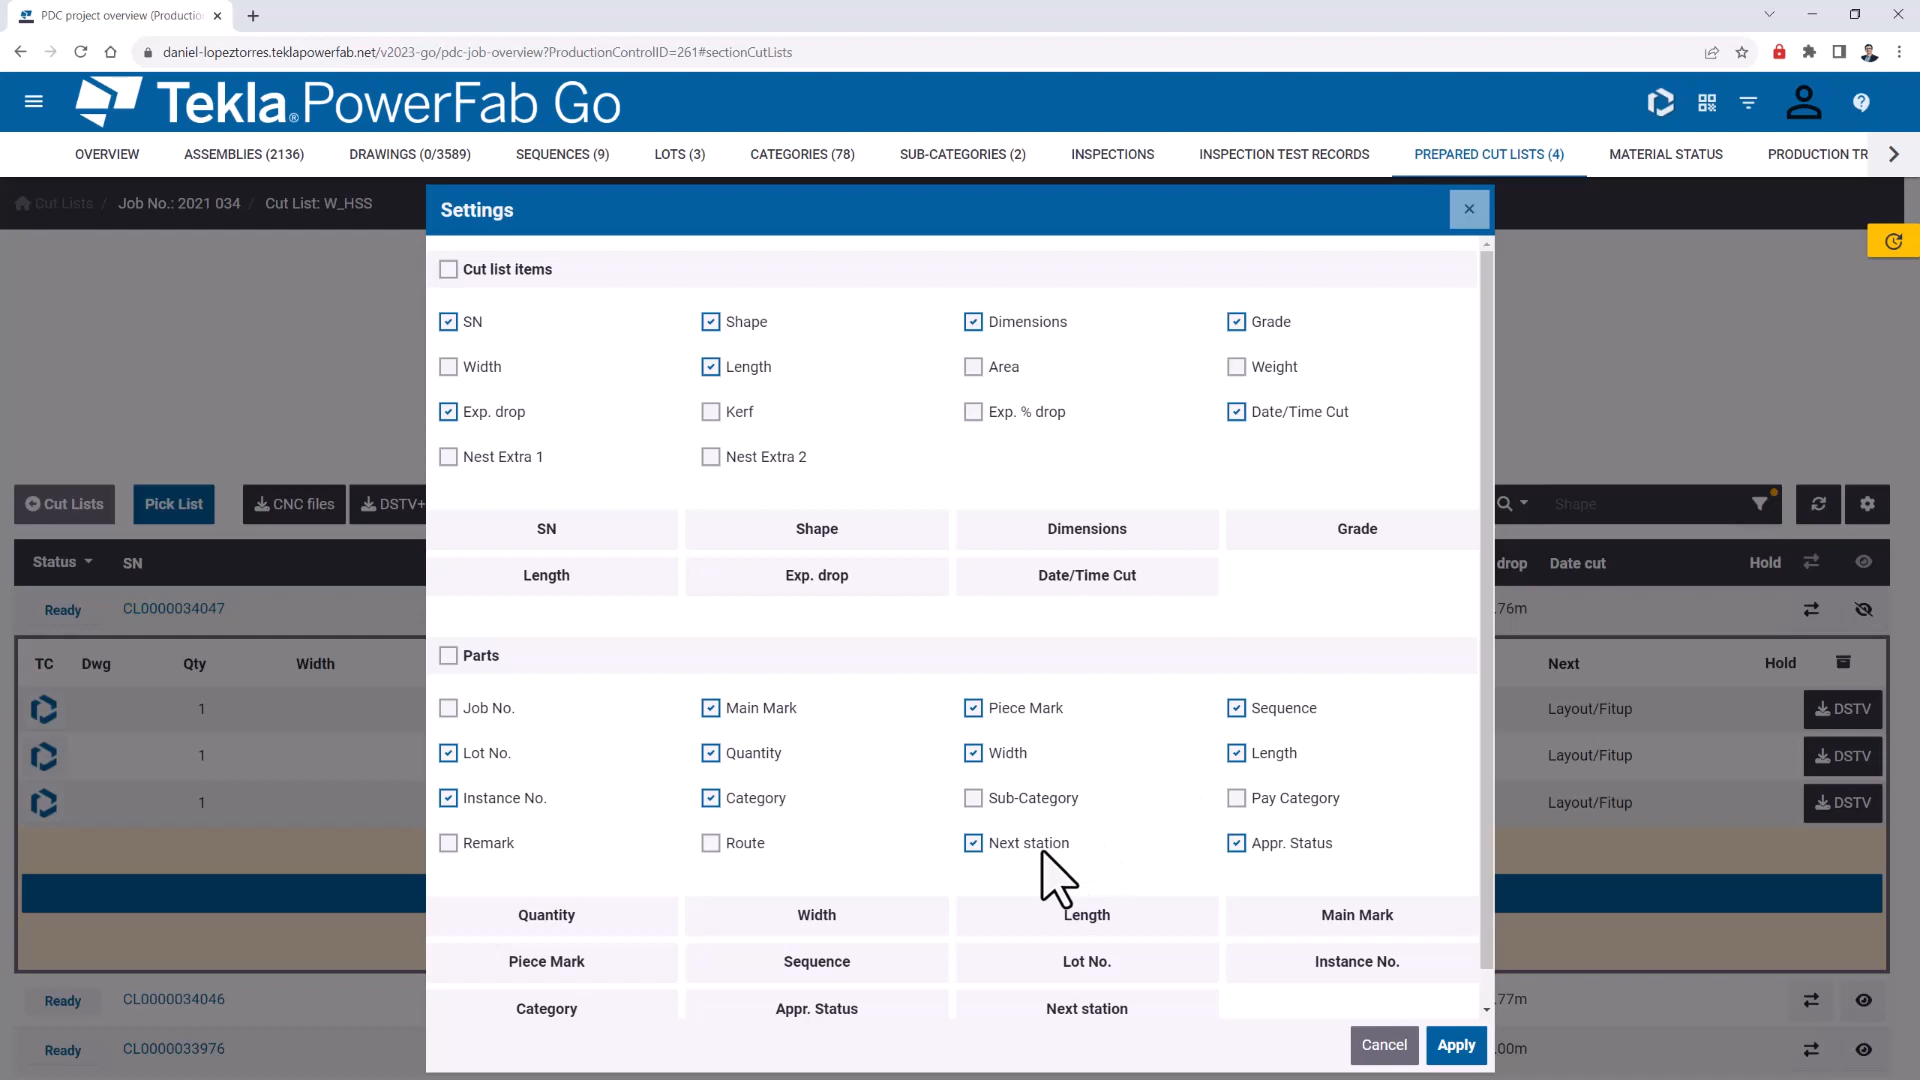 PDC project overview (Productio
daniel-lopeztorres.teklapowerfab.net/v2023-go/pdc-job-overview?ProductionControlID=261#sectionCutLists
Tekla PowerFab Go
OVERVIEW ASSEMBLIES (2136) DRAWINGS (0/3589) SEQUENCES (9) LOTS (3) CATEGORIES (78) SUB-CATEGORIES (2) INSPECTIONS INSPECTION TEST RECORDS PREPARED CUT LISTS (4) MATERIAL STATUS PRODUCTION TR
Cut Lists / Job No.: 2021 034 / Cut List: W_HSS
Settings
Cut list items
SN Shape Dimensions Grade
Width Length Area Weight
Exp. drop Kerf Exp. % drop Date/Time Cut
Nest Extra 1 Nest Extra 2
Cut Lists Pick List CNC files DSTV+ Shape
SN Shape Dimensions Grade
Status SN drop Date cut Hold
Length Exp. drop Date/Time Cut
Ready CL0000034047 .76m
Parts
TC Dwg Qty Width Next Hold
Job No. Main Mark Piece Mark Sequence
1 Layout/Fitup DSTV
Lot No. Quantity Width Length
1 Layout/Fitup DSTV
Instance No. Category Sub-Category Pay Category
1 Layout/Fitup DSTV
Remark Route Next station Appr. Status
Quantity Width Length Main Mark
Piece Mark Sequence Lot No. Instance No.
Category Appr. Status Next station
Ready CL0000034046 .77m
Cancel Apply
Ready CL0000033976 .00m